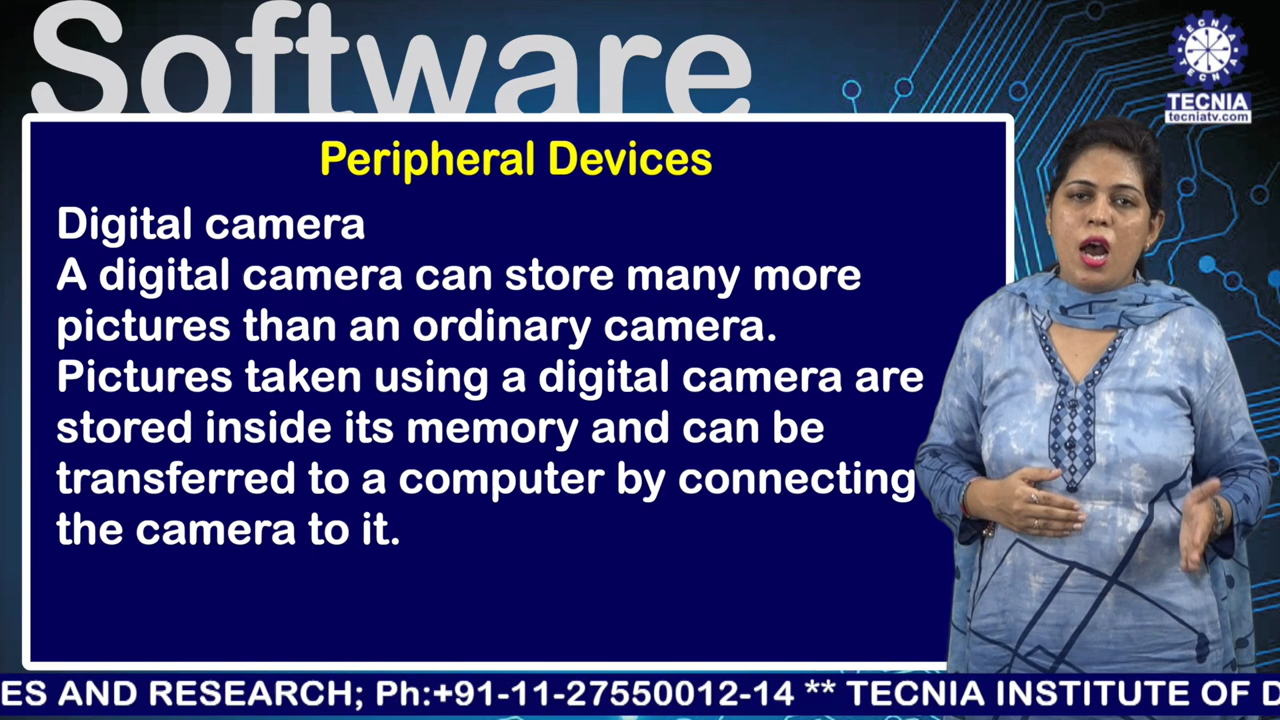 Software
TECNIA
TECNIA
TECNIA
tecniatv.com
Peripheral Devices
Digital camera
A digital camera can store many more
pictures than an ordinary camera.
Pictures taken using a digital camera are
stored inside its memory and can be
transferred to a computer by connecting
the camera to it.
ES AND RESEARCH; Ph:+91-11-27550012-14 ** TECNIA INSTITUTE OF D